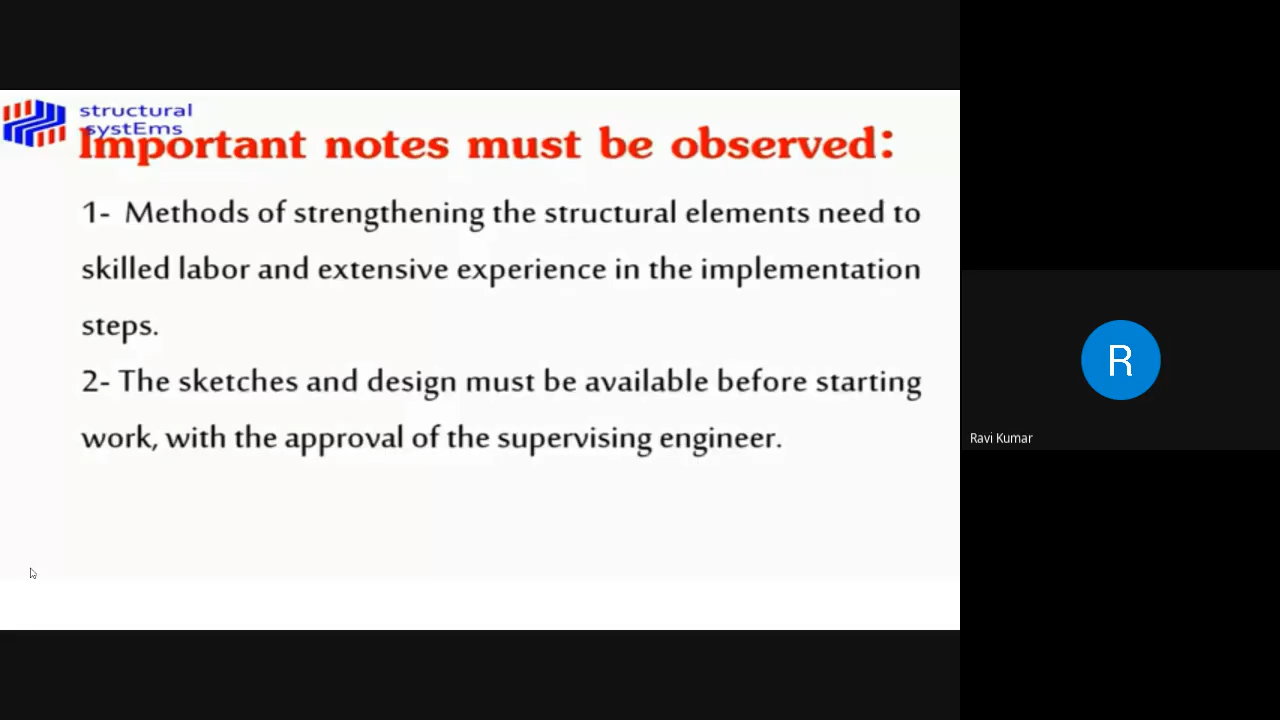 structural
systEms
Important notes must be observed:
1- Methods of strengthening the structural elements need to
skilled labor and extensive experience in the implementation
steps.
2- The sketches and design must be available before starting
work, with the approval of the supervising engineer.
R
Ravi Kumar